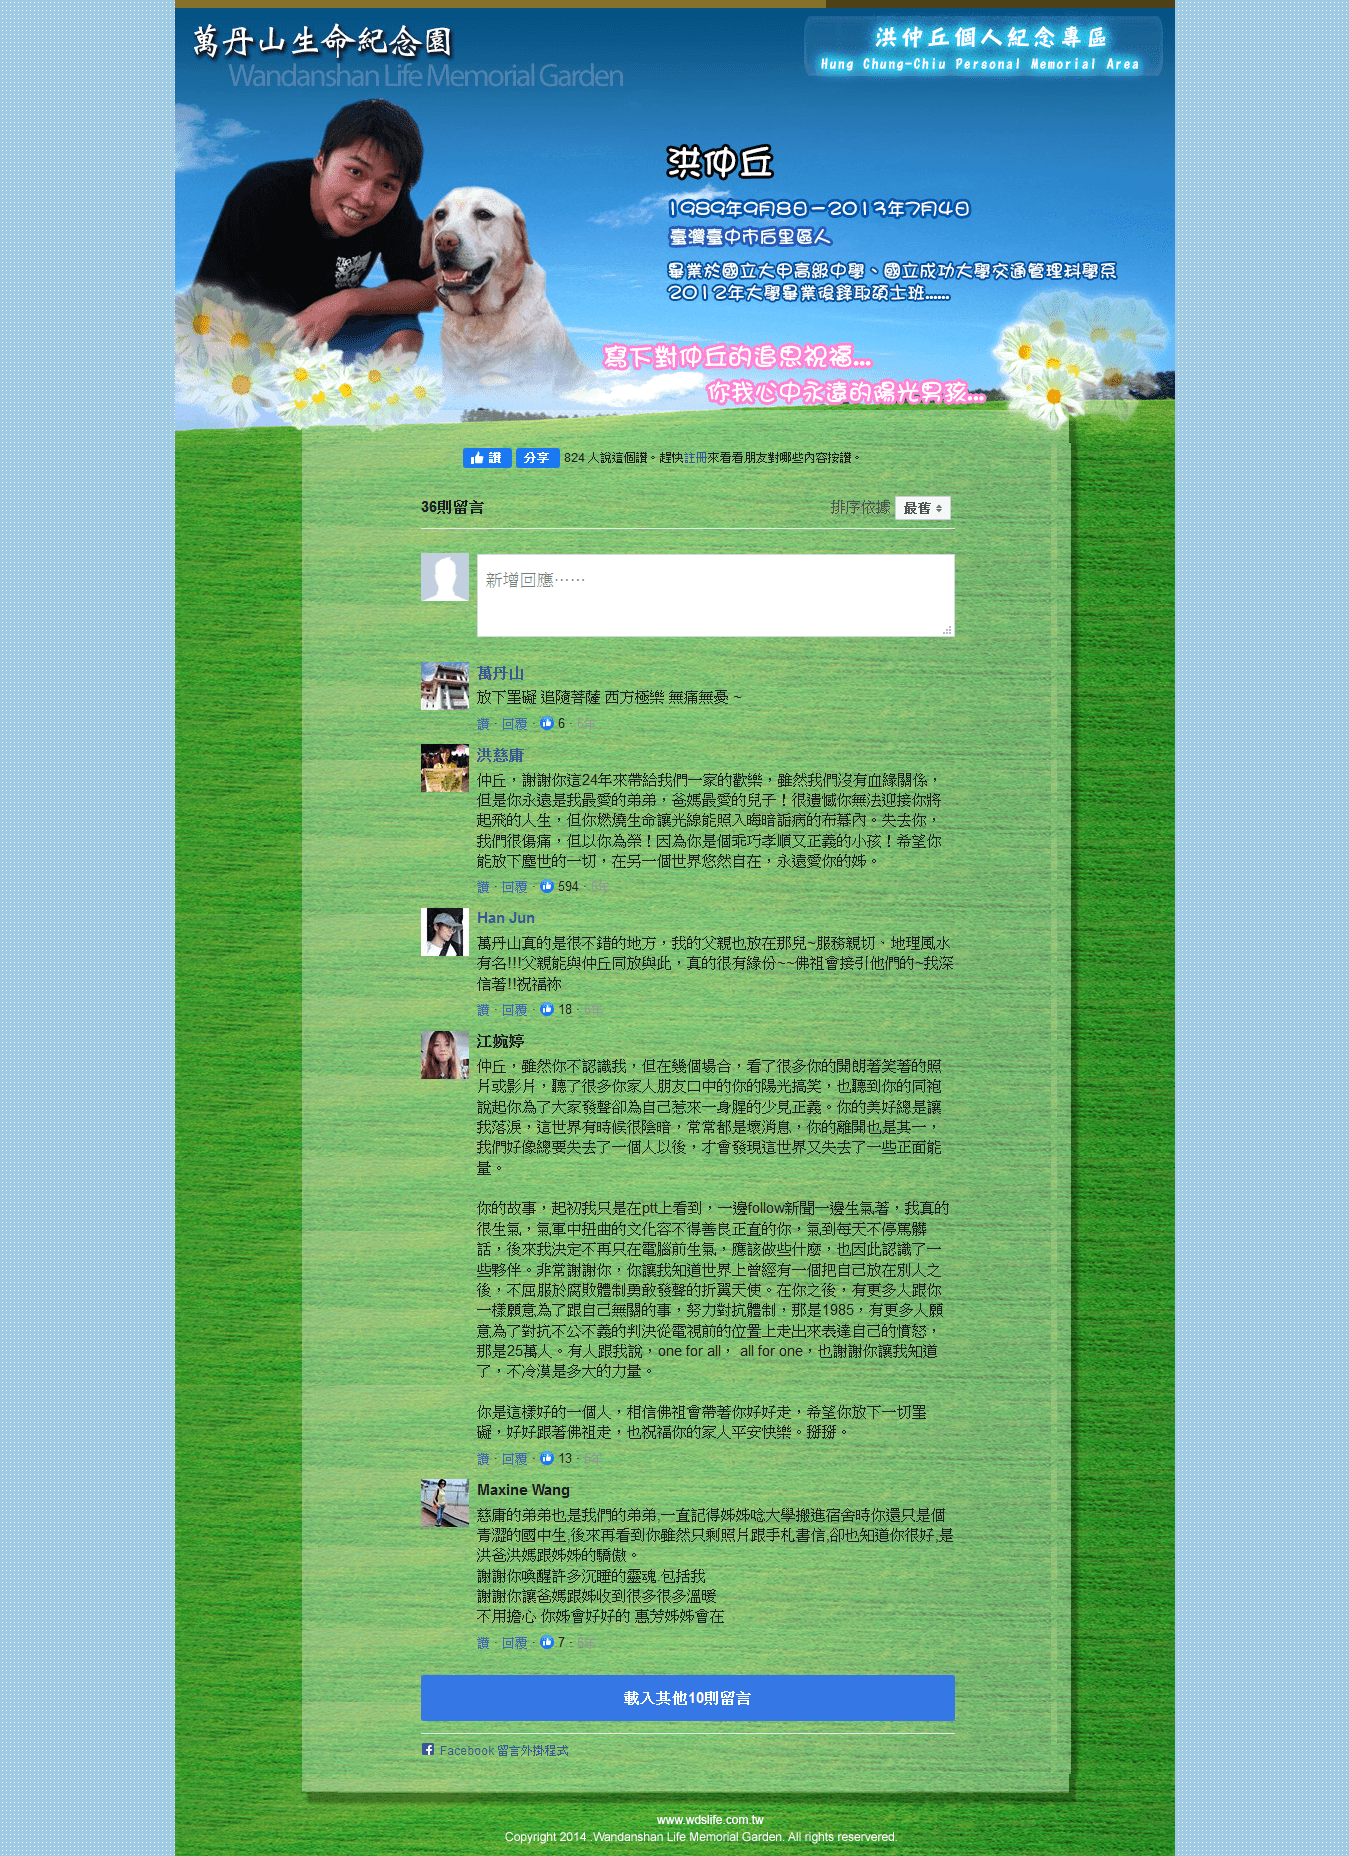 萬丹山生命紀念園
Wandanshan Life Memorial Garden
洪仲丘個人紀念專區
Hung Chung-Chiu Personal Memorial Area
洪仲丘
1989年9月8日－2013年7月4日
臺灣臺中市后里區人
畢業於國立大甲高級中學、國立成功大學交通管理科學系
2012年大學畢業後錄取碩士班......
寫下對仲丘的追思祝福...
你我心中永遠的陽光男孩...
讚 分享 824 人說這個讚。趕快註冊來看看朋友對哪些內容按讚。
36則留言 排序依據 最舊
新增回應……
萬丹山
放下罣礙 追隨菩薩 西方極樂 無痛無憂 ~
讚 · 回覆 · 6 · 6年
洪慈庸
仲丘，謝謝你這24年來帶給我們一家的歡樂，雖然我們沒有血緣關係，
但是你永遠是我最愛的弟弟，爸媽最愛的兒子！很遺憾你無法迎接你將
起飛的人生，但你燃燒生命讓光線能照入晦暗詬病的布幕內。失去你，
我們很傷痛，但以你為榮！因為你是個乖巧孝順又正義的小孩！希望你
能放下塵世的一切，在另一個世界悠然自在，永遠愛你的姊。
讚 · 回覆 · 594 · 6年
Han Jun
萬丹山真的是很不錯的地方，我的父親也放在那兒~服務親切、地理風水
有名!!!父親能與仲丘同放與此，真的很有緣份~~佛祖會接引他們的~我深
信著!!祝福祢
讚 · 回覆 · 18 · 6年
江婉婷
仲丘，雖然你不認識我，但在幾個場合，看了很多你的開朗著笑著的照
片或影片，聽了很多你家人朋友口中的你的陽光搞笑，也聽到你的同袍
說起你為了大家發聲卻為自己惹來一身腥的少見正義。你的美好總是讓
我落淚，這世界有時候很陰暗，常常都是壞消息，你的離開也是其一，
我們好像總要失去了一個人以後，才會發現這世界又失去了一些正面能
量。
你的故事，起初我只是在ptt上看到，一邊follow新聞一邊生氣著，我真的
很生氣，氣軍中扭曲的文化容不得善良正直的你，氣到每天不停罵髒
話，後來我決定不再只在電腦前生氣，應該做些什麼，也因此認識了一
些夥伴。非常謝謝你，你讓我知道世界上曾經有一個把自己放在別人之
後，不屈服於腐敗體制勇敢發聲的折翼天使。在你之後，有更多人跟你
一樣願意為了跟自己無關的事，努力對抗體制，那是1985，有更多人願
意為了對抗不公不義的判決從電視前的位置上走出來表達自己的憤怒，
那是25萬人。有人跟我說，one for all， all for one，也謝謝你讓我知道
了，不冷漠是多大的力量。
你是這樣好的一個人，相信佛祖會帶著你好好走，希望你放下一切罣
礙，好好跟著佛祖走，也祝福你的家人平安快樂。掰掰。
讚 · 回覆 · 13 · 6年
Maxine Wang
慈庸的弟弟也是我們的弟弟,一直記得姊姊唸大學搬進宿舍時你還只是個
青澀的國中生,後來再看到你雖然只剩照片跟手札書信,卻也知道你很好,是
洪爸洪媽跟姊姊的驕傲。
謝謝你喚醒許多沉睡的靈魂.包括我
謝謝你讓爸媽跟姊收到很多很多溫暖
不用擔心 你姊會好好的 惠芳姊姊會在
讚 · 回覆 · 7 · 6年
載入其他10則留言
Facebook 留言外掛程式
www.wdslife.com.tw
Copyright 2014. Wandanshan Life Memorial Garden. All rights reservered.